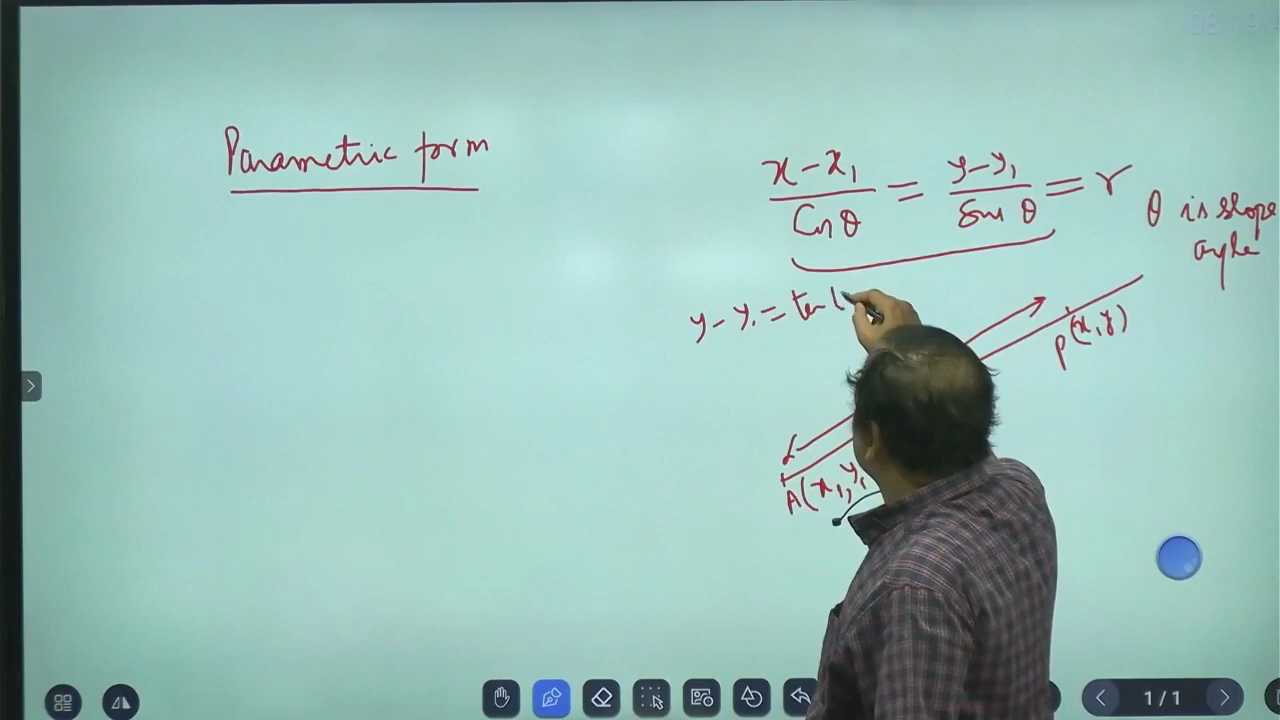 Parametric form
x - x₁ / Cos θ = y - y₁ / Sin θ = r
θ is slope
angle
y - y₁ = tan (
P(x, y)
A(x₁, y₁
1/1